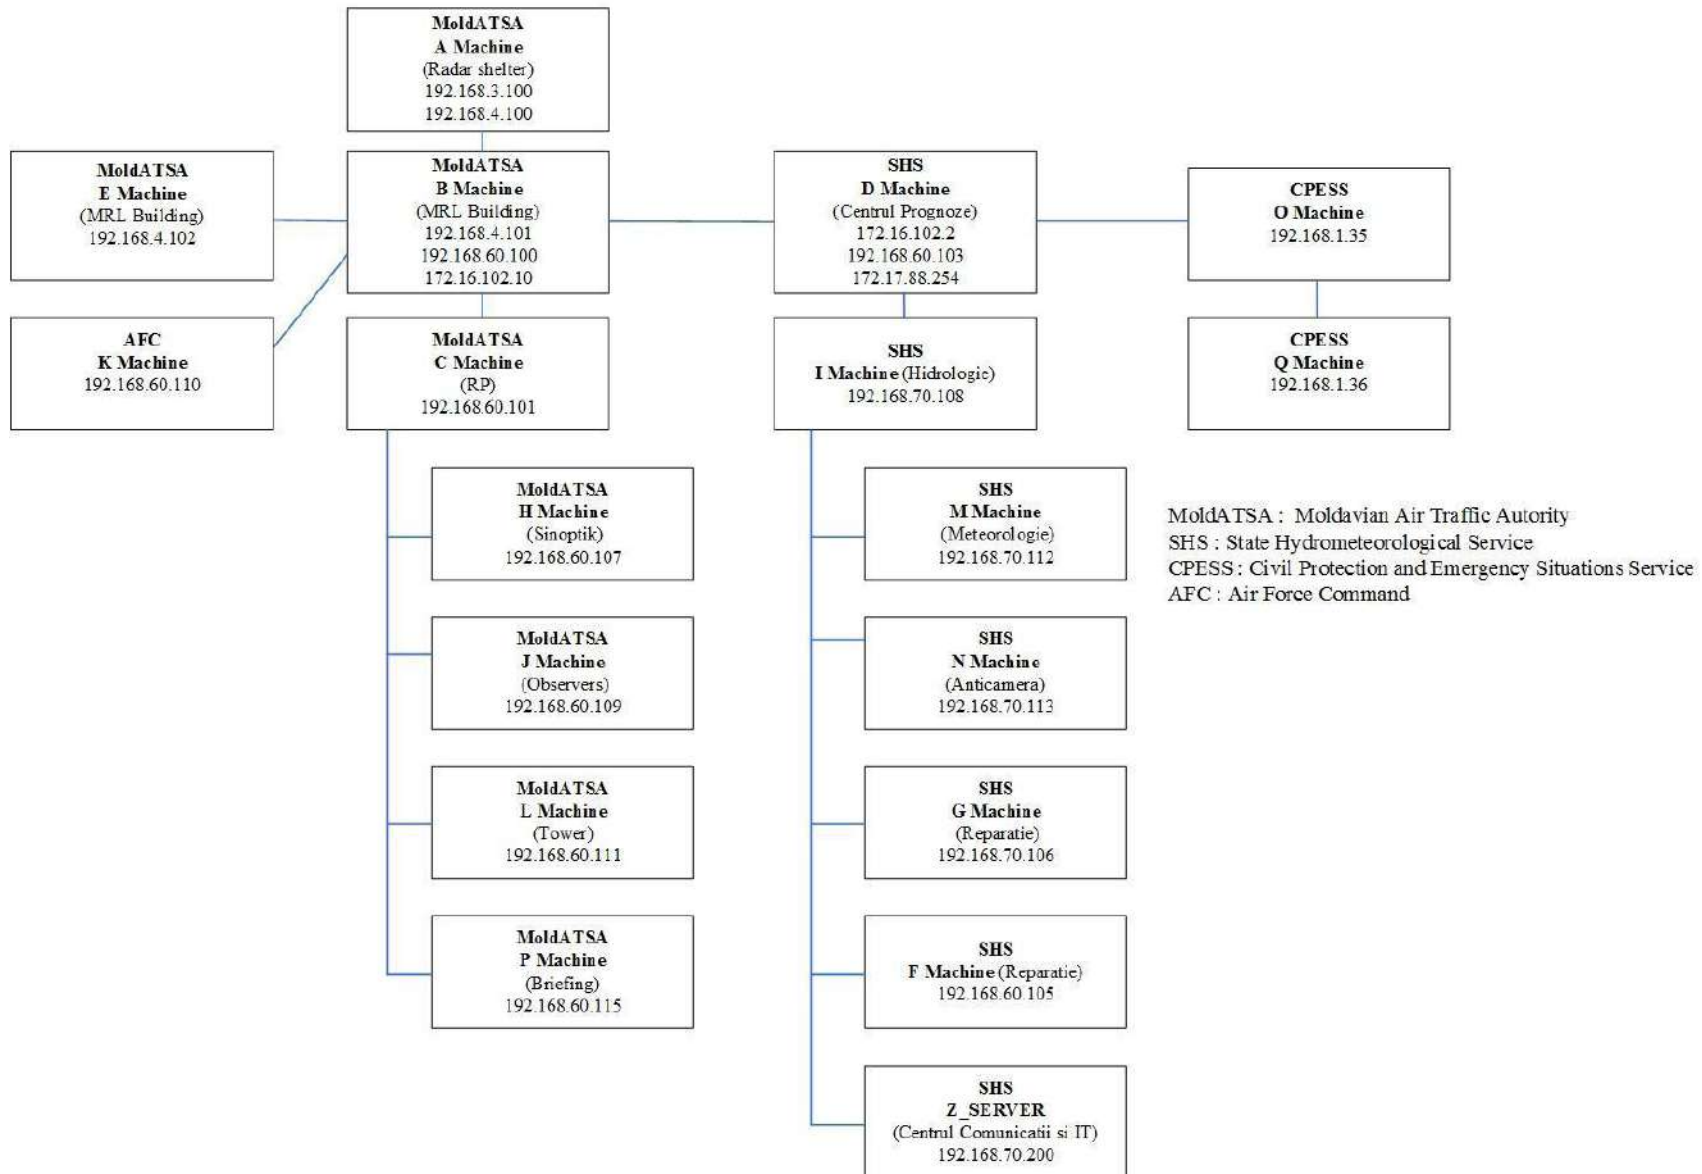 MoldATSA
A Machine
(Radar shelter)
192.168.3.100
192.168.4.100
MoldATSA
E Machine
(MRL Building)
192.168.4.102
MoldATSA
B Machine
(MRL Building)
192.168.4.101
192.168.60.100
172.16.102.10
SHS
D Machine
(Centrul Prognoze)
172.16.102.2
192.168.60.103
172.17.88.254
CPESS
O Machine
192.168.1.35
AFC
K Machine
192.168.60.110
MoldATSA
C Machine
(RP)
192.168.60.101
SHS
I Machine (Hidrologie)
192.168.70.108
CPESS
Q Machine
192.168.1.36
MoldATSA
H Machine
(Sinoptik)
192.168.60.107
SHS
M Machine
(Meteorologie)
192.168.70.112
MoldATSA : Moldavian Air Traffic Autority
SHS : State Hydrometeorological Service
CPESS : Civil Protection and Emergency Situations Service
AFC : Air Force Command
MoldATSA
J Machine
(Observers)
192.168.60.109
SHS
N Machine
(Anticamera)
192.168.70.113
MoldATSA
L Machine
(Tower)
192.168.60.111
SHS
G Machine
(Reparatie)
192.168.70.106
MoldATSA
P Machine
(Briefing)
192.168.60.115
SHS
F Machine (Reparatie)
192.168.60.105
SHS
Z_SERVER
(Centrul Comunicatii si IT)
192.168.70.200